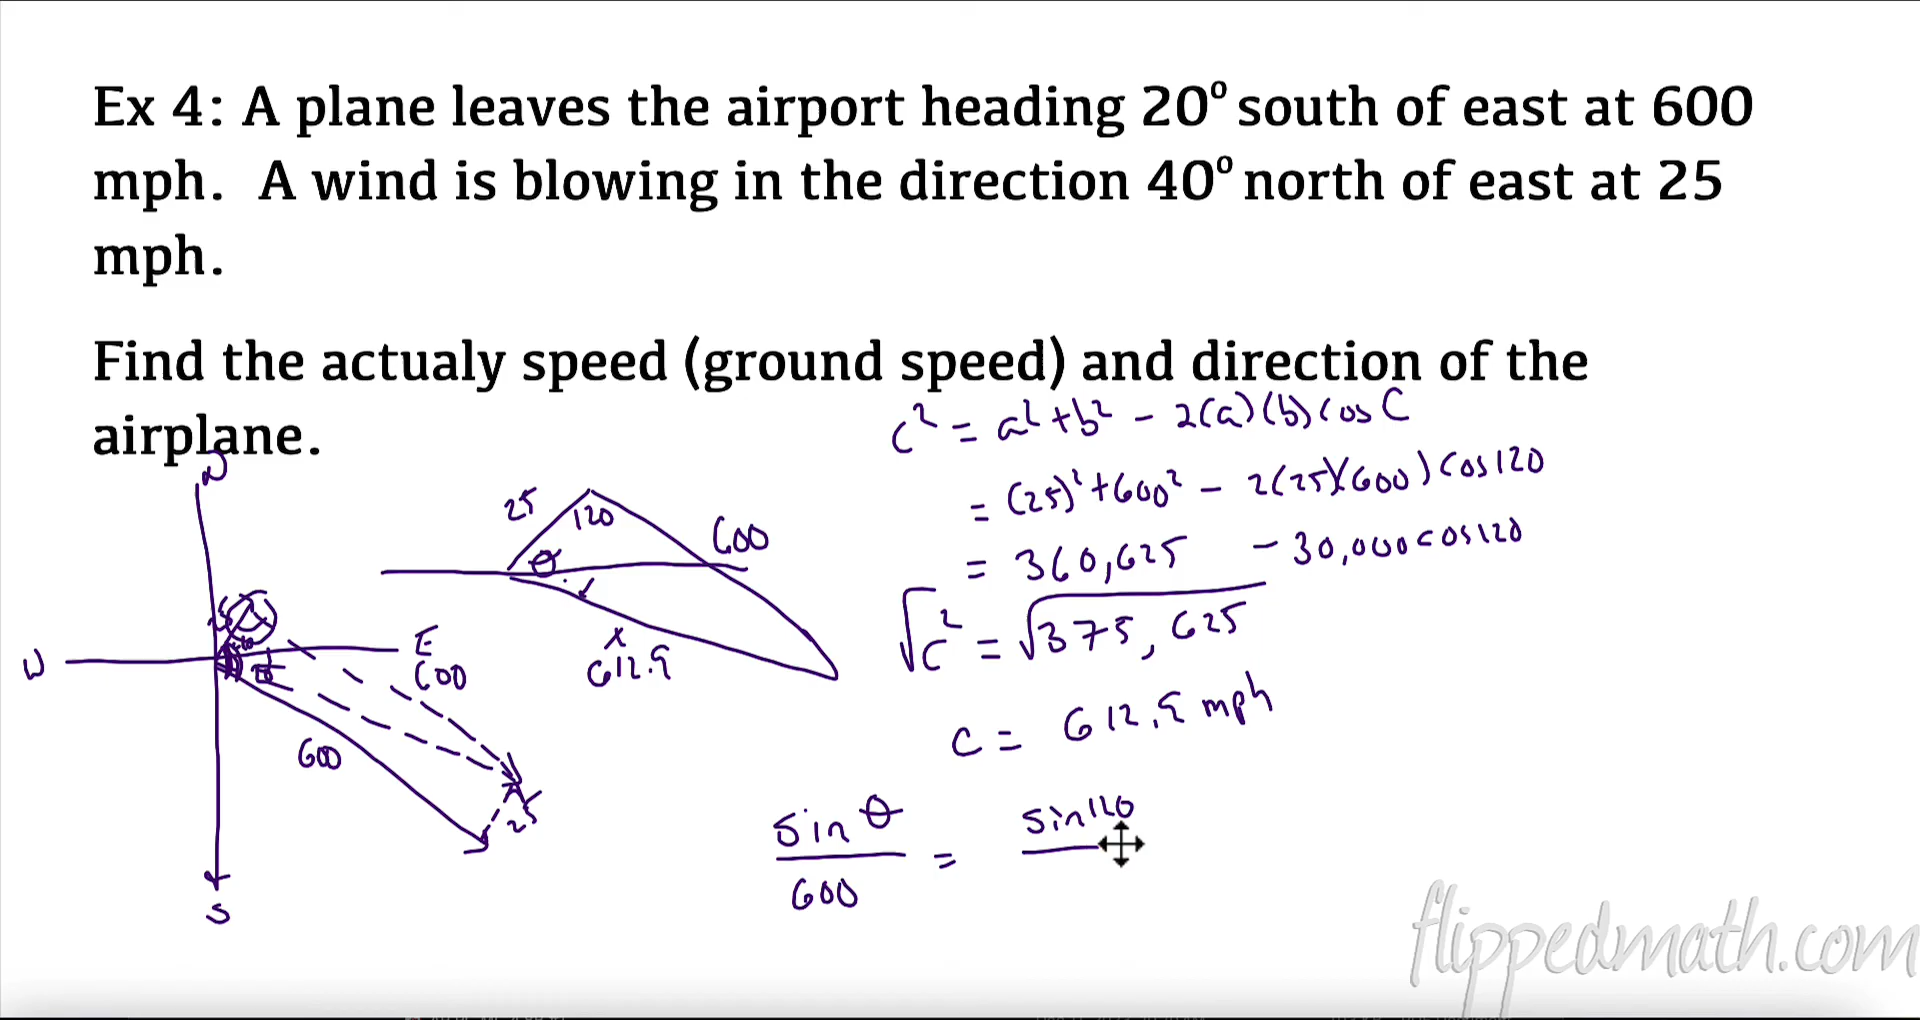 Ex 4: A plane leaves the airport heading 20° south of east at 600
mph. A wind is blowing in the direction 40° north of east at 25
mph.
Find the actualy speed (ground speed) and direction of the
airplane.
c² = a² + b² - 2(a)(b) cos C
= (25)² + 600² - 2(25)(600) cos 120
= 360,625 - 30,000 cos 120
√c² = √375,625
c = 612.9 mph
sin θ / 600 = sin 120
N
W
E
600
S
600
25
25
120
600
θ
x
612.9
flippedmath.com